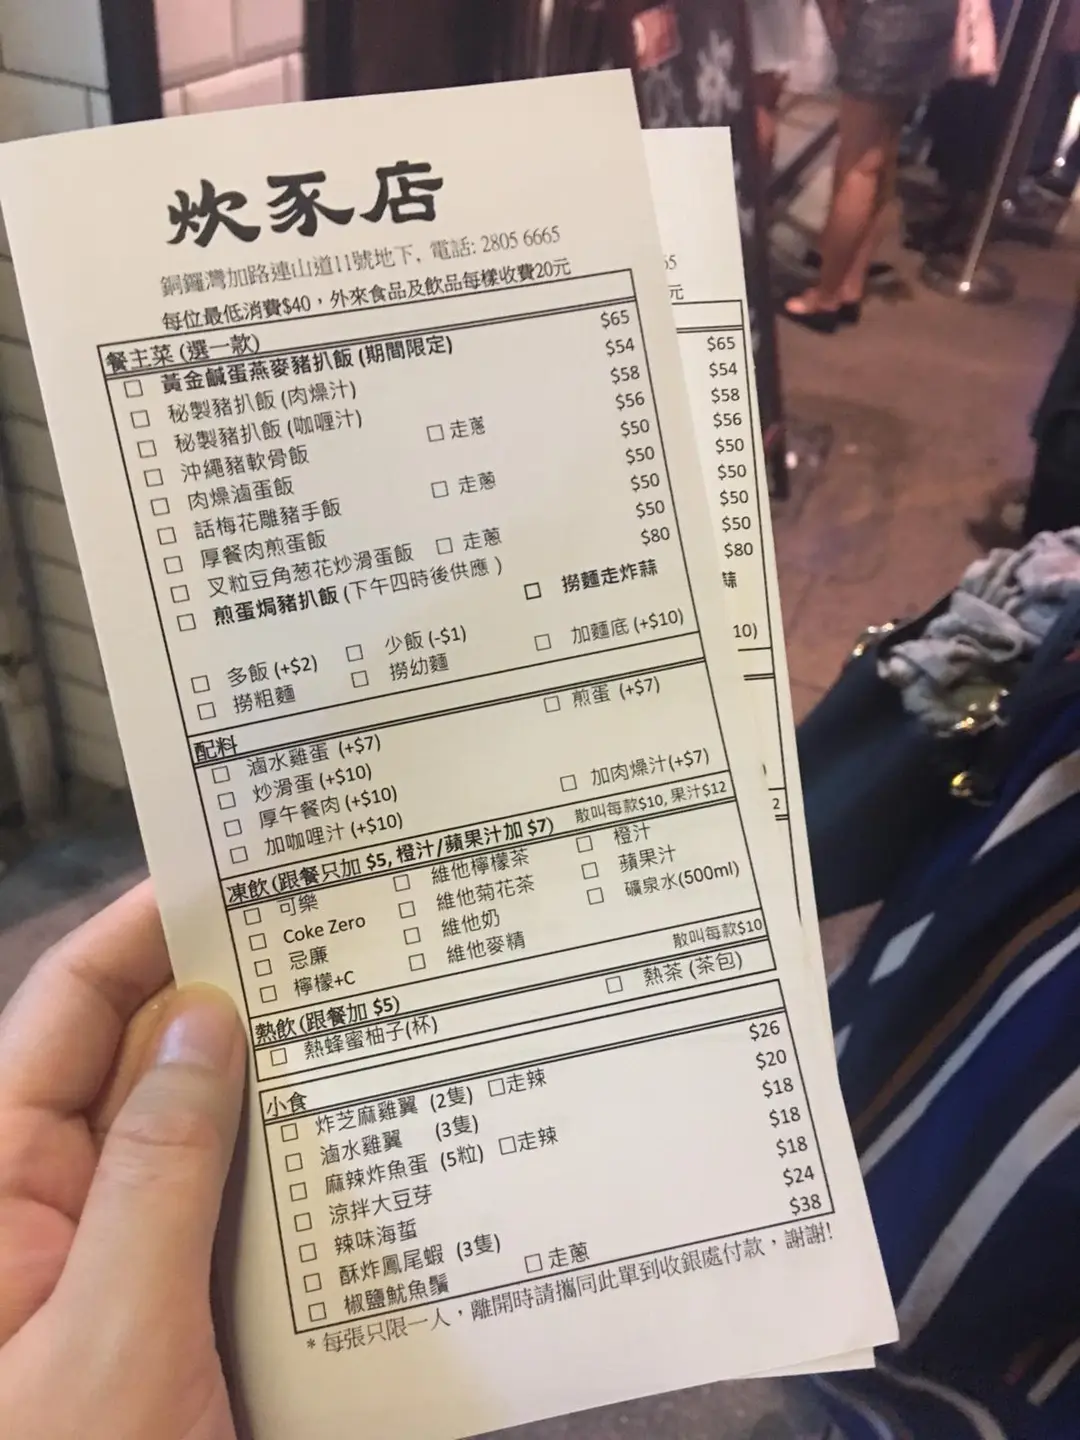 炊豕店
銅鑼灣加路連山道11號地下, 電話: 2805 6665
每位最低消費$40，外來食品及飲品每樣收費20元
餐主菜 (選一款)
☐ 黃金鹹蛋燕麥豬扒飯 (期間限定) $65
☐ 秘製豬扒飯 (肉燥汁) $54
☐ 秘製豬扒飯 (咖喱汁) $58
☐ 沖繩豬軟骨飯 ☐ 走蔥 $56
☐ 肉燥滷蛋飯 $50
☐ 話梅花雕豬手飯 ☐ 走蔥 $50
☐ 厚餐肉煎蛋飯 $50
☐ 叉粒豆角葱花炒滑蛋飯 ☐ 走蔥 $50
☐ 煎蛋焗豬扒飯 (下午四時後供應 ) $80
☐ 撈麵走炸蒜
☐ 多飯 (+$2) ☐ 少飯 (-$1) ☐ 加麵底 (+$10)
☐ 撈粗麵 ☐ 撈幼麵
配料
☐ 滷水雞蛋 (+$7) ☐ 煎蛋 (+$7)
☐ 炒滑蛋 (+$10)
☐ 厚午餐肉 (+$10)
☐ 加咖哩汁 (+$10) ☐ 加肉燥汁(+$7)
凍飲 (跟餐只加 $5, 橙汁/蘋果汁加 $7) 散叫每款$10, 果汁$12
☐ 可樂 ☐ 維他檸檬茶 ☐ 橙汁
☐ Coke Zero ☐ 維他菊花茶 ☐ 蘋果汁
☐ 忌廉 ☐ 維他奶 ☐ 礦泉水(500ml)
☐ 檸檬+C ☐ 維他麥精
熱飲 (跟餐加 $5) 散叫每款$10
☐ 熱蜂蜜柚子(杯) ☐ 熱茶 (茶包)
小食
☐ 炸芝麻雞翼 (2隻) ☐走辣 $26
☐ 滷水雞翼 (3隻) $20
☐ 麻辣炸魚蛋 (5粒) ☐走辣 $18
☐ 涼拌大豆芽 $18
☐ 辣味海蜇 $18
☐ 酥炸鳳尾蝦 (3隻) $24
☐ 椒鹽魷魚鬚 ☐ 走蔥 $38
* 每張只限一人，離開時請攜同此單到收銀處付款，謝謝!
55
元
$65
$54
$58
$56
$50
$50
$50
$50
$80
蒜
10)
2